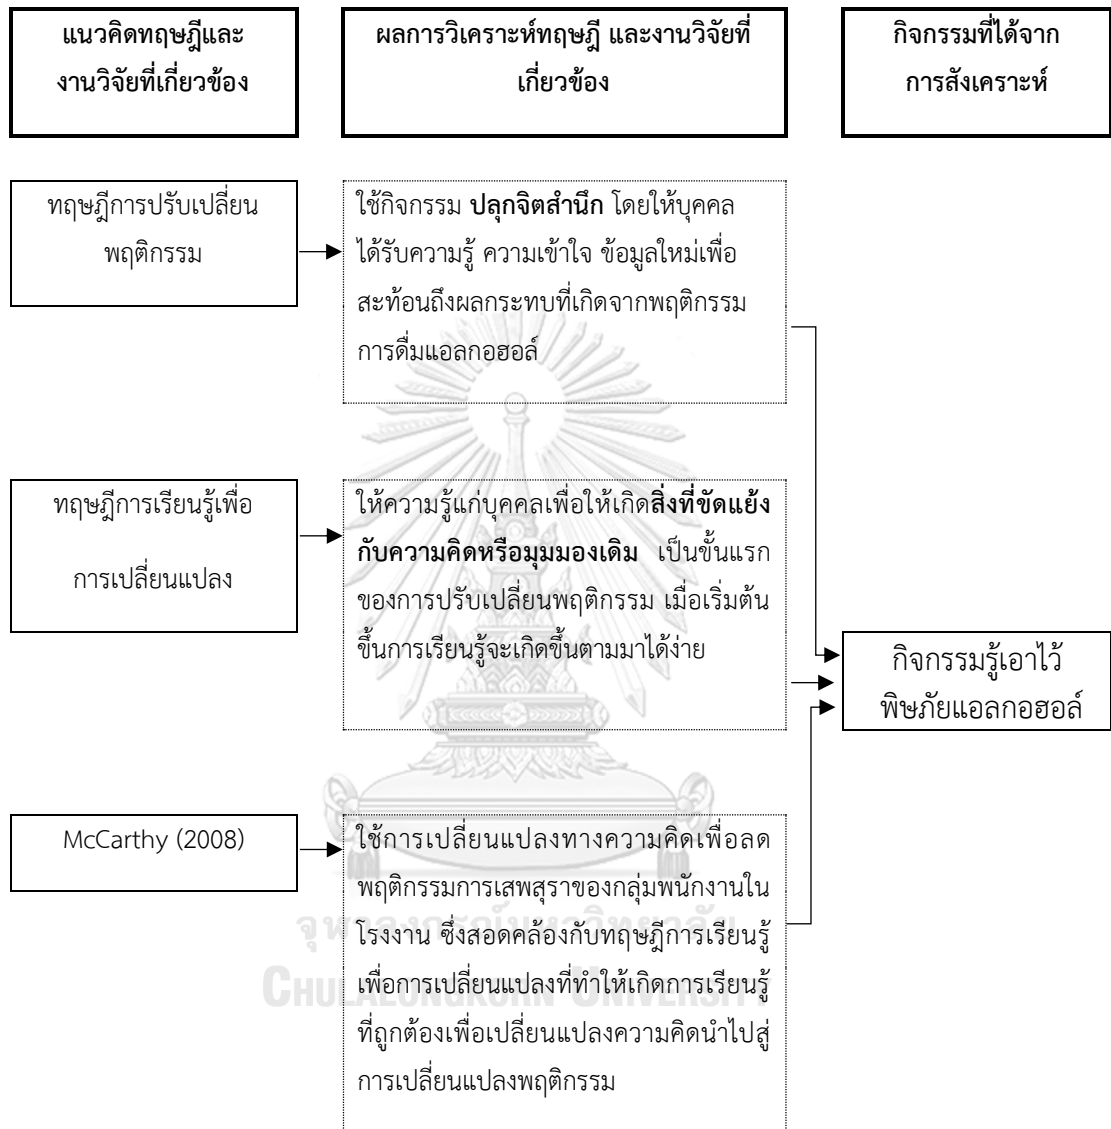 แนวคิดทฤษฎีและ
งานวิจัยที่เกี่ยวข้อง
ผลการวิเคราะห์ทฤษฎี และงานวิจัยที่
เกี่ยวข้อง
กิจกรรมที่ได้จาก
การสังเคราะห์
ทฤษฎีการปรับเปลี่ยน
พฤติกรรม
ใช้กิจกรรม ปลุกจิตสำนึก โดยให้บุคคล
ได้รับความรู้ ความเข้าใจ ข้อมูลใหม่เพื่อ
สะท้อนถึงผลกระทบที่เกิดจากพฤติกรรม
การดื่มแอลกอฮอล์
ทฤษฎีการเรียนรู้เพื่อ
การเปลี่ยนแปลง
ให้ความรู้แก่บุคคลเพื่อให้เกิดสิ่งที่ขัดแย้ง
กับความคิดหรือมุมมองเดิม เป็นขั้นแรก
ของการปรับเปลี่ยนพฤติกรรม เมื่อเริ่มต้น
ขึ้นการเรียนรู้จะเกิดขึ้นตามมาได้ง่าย
กิจกรรมรู้เอาไว้
พิษภัยแอลกอฮอล์
McCarthy (2008)
ใช้การเปลี่ยนแปลงทางความคิดเพื่อลด
พฤติกรรมการเสพสุราของกลุ่มพนักงานใน
โรงงาน ซึ่งสอดคล้องกับทฤษฎีการเรียนรู้
เพื่อการเปลี่ยนแปลงที่ทำให้เกิดการเรียนรู้
ที่ถูกต้องเพื่อเปลี่ยนแปลงความคิดนำไปสู่
การเปลี่ยนแปลงพฤติกรรม
จุฬาลงกรณ์มหาวิทยาลัย
CHULALONGKORN UNIVERSITY